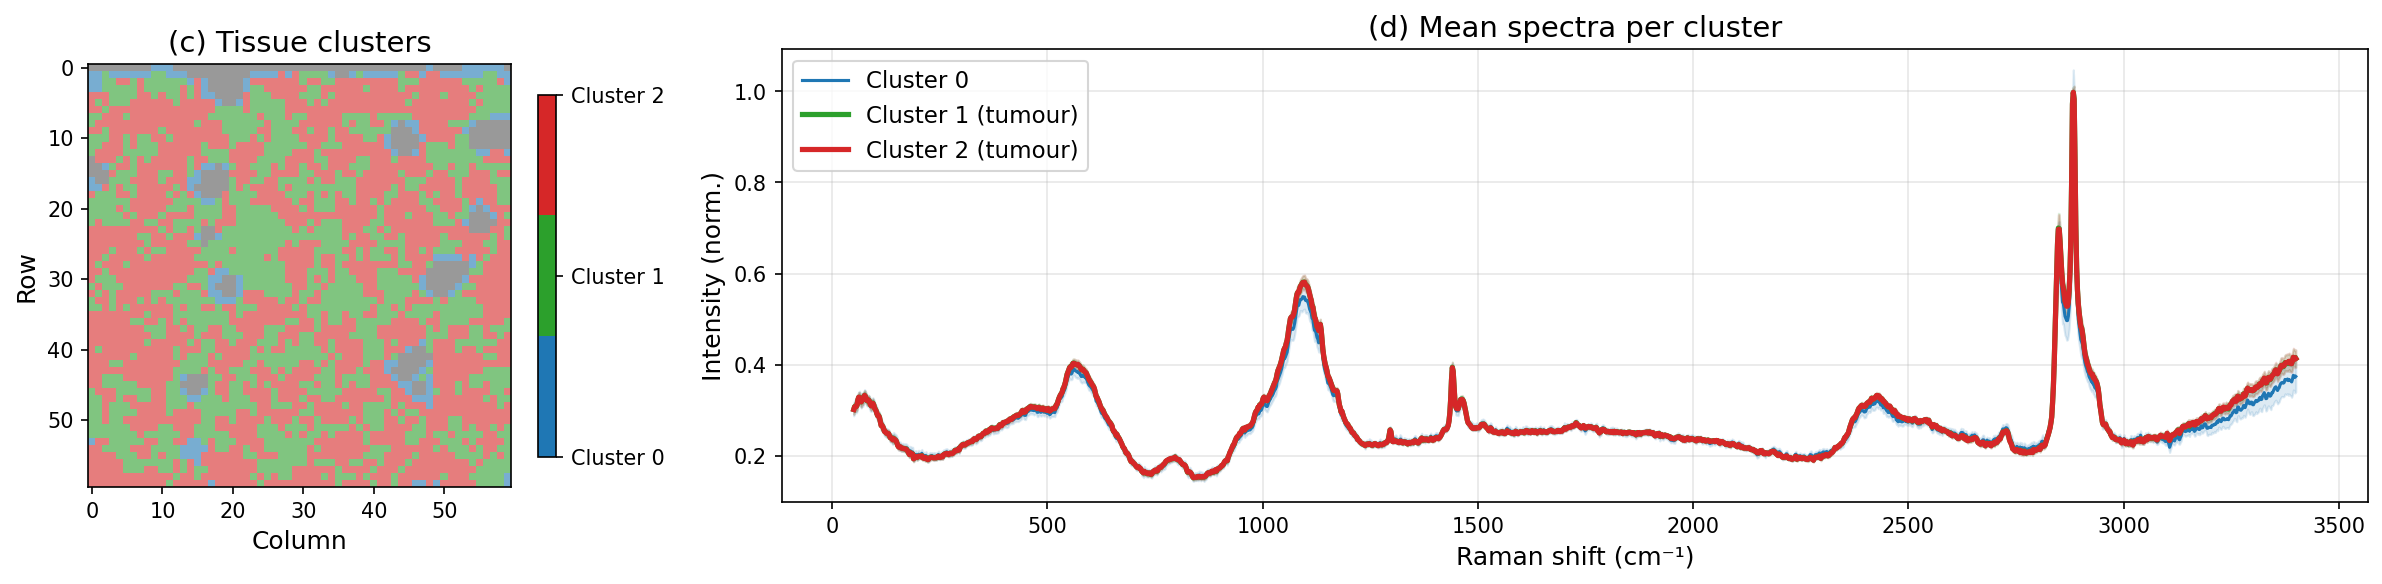 (c) Tissue clusters
0
10
20
30
40
50
Row
0 10 20 30 40 50
Column
Cluster 2
Cluster 1
Cluster 0
(d) Mean spectra per cluster
Cluster 0
Cluster 1 (tumour)
Cluster 2 (tumour)
1.0
0.8
0.6
0.4
0.2
Intensity (norm.)
0 500 1000 1500 2000 2500 3000 3500
Raman shift (cm⁻¹)